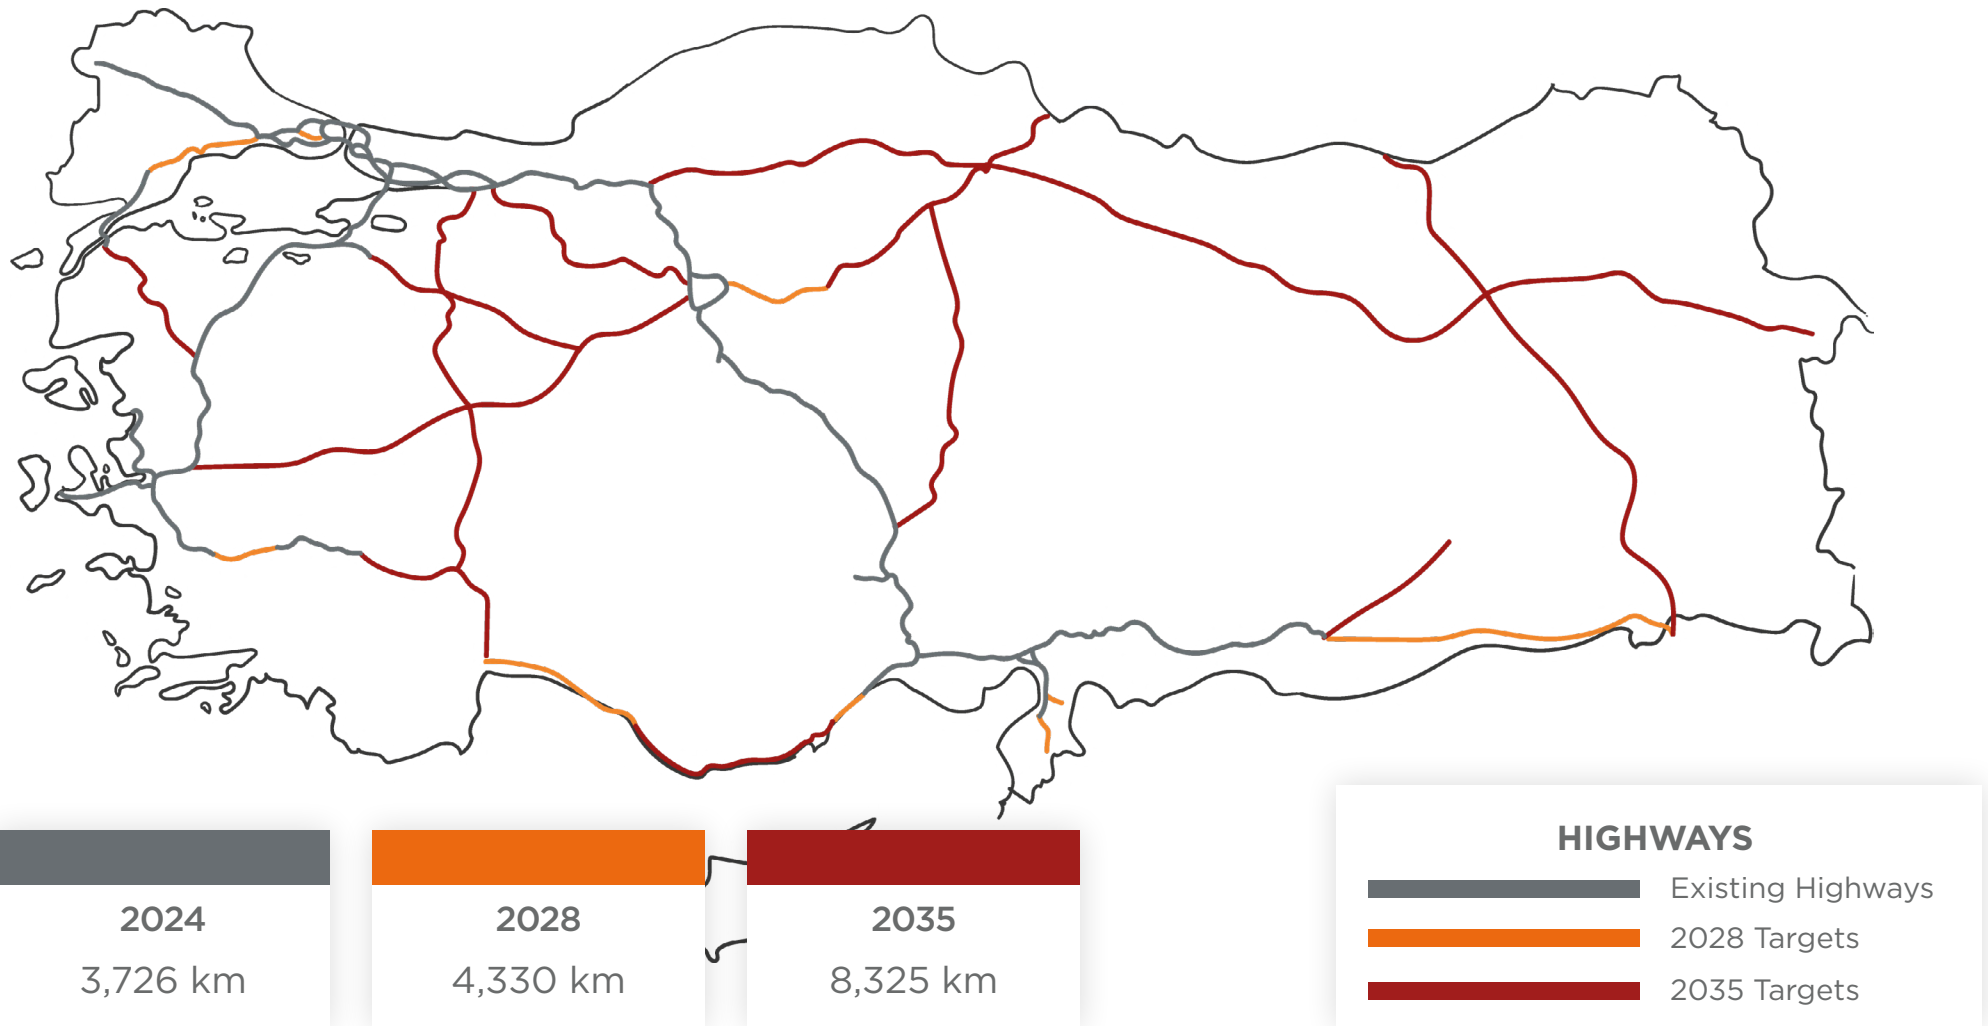 2024
3,726 km
2028
4,330 km
2035
8,325 km
HIGHWAYS
Existing Highways
2028 Targets
2035 Targets